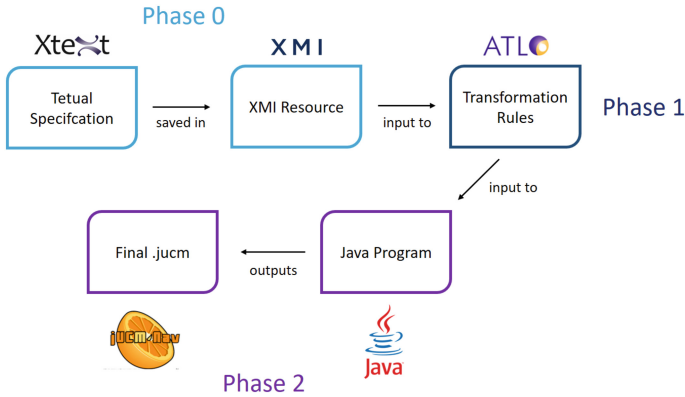 Phase 0
Xtext
XMI
ATL
Tetual
Specifcation
saved in
XMI Resource
input to
Transformation
Rules
Phase 1
input to
Final .jucm
outputs
Java Program
jUCMNav
Java
Phase 2